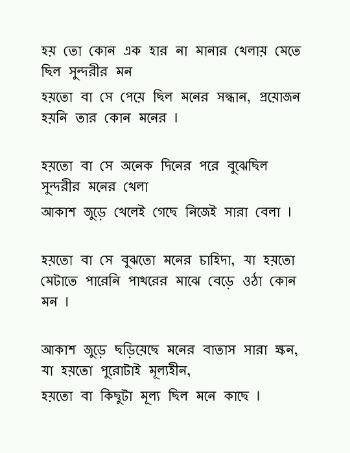 হয় তো কোন এক হার না মানার খেলায় মেতে
ছিল সুন্দরীর মন
হয়তো বা সে পেয়ে ছিল মনের সন্ধান, প্রয়োজন
হয়নি তার কোন মনের ।
হয়তো বা সে অনেক দিনের পরে বুঝেছিল
সুন্দরীর মনের খেলা
আকাশ জুড়ে খেলেই গেছে নিজেই সারা বেলা ।
হয়তো বা সে বুঝতো মনের চাহিদা, যা হয়তো
মেটাতে পারেনি পাথরের মাঝে বেড়ে ওঠা কোন
মন ।
আকাশ জুড়ে ছড়িয়েছে মনের বাতাস সারা ক্ষন,
যা হয়তো পুরোটাই মূল্যহীন,
হয়তো বা কিছুটা মূল্য ছিল মনে কাছে ।